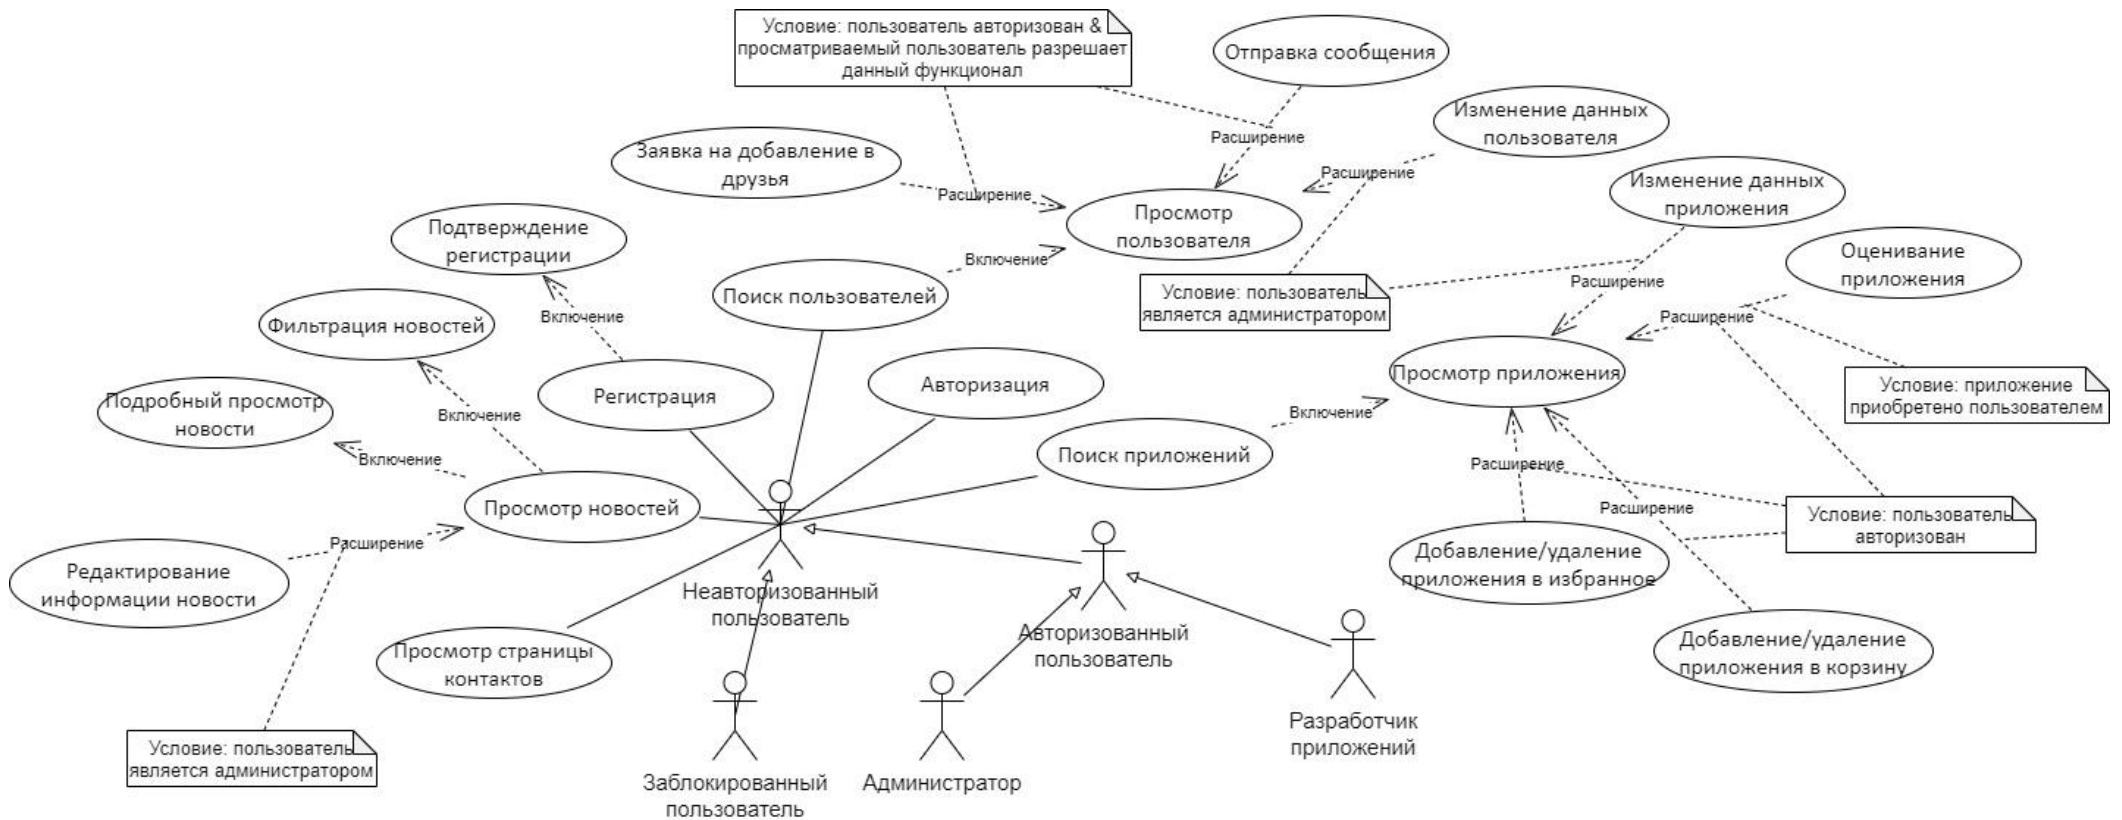 Условие: пользователь авторизован &
просматриваемый пользователь разрешает
данный функционал
Отправка сообщения
Изменение данных
пользователя
Расширение
Заявка на добавление в
друзья
Расширение
Расширение
Изменение данных
приложения
Просмотр
пользователя
Подтверждение
регистрации
Включение
Оценивание
приложения
Поиск пользователей
Условие: пользователь
является администратором
Расширение
Включение
Фильтрация новостей
Расширение
Авторизация
Просмотр приложения
Условие: приложение
приобретено пользователем
Регистрация
Подробный просмотр
новости
Включение
Включение
Включение
Поиск приложений
Расширение
Просмотр новостей
Расширение
Условие: пользователь
авторизован
Расширение
Добавление/удаление
приложения в избранное
Редактирование
информации новости
Неавторизованный
пользователь
Авторизованный
пользователь
Добавление/удаление
приложения в корзину
Просмотр страницы
контактов
Разработчик
приложений
Условие: пользователь
является администратором
Заблокированный
пользователь
Администратор